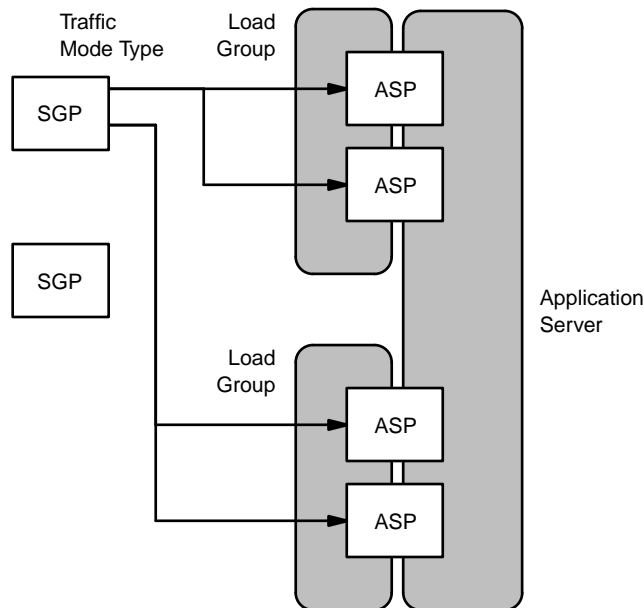 Traffic
Mode Type
Load
Group
SGP
ASP
ASP
SGP
Application
Server
Load
Group
ASP
ASP